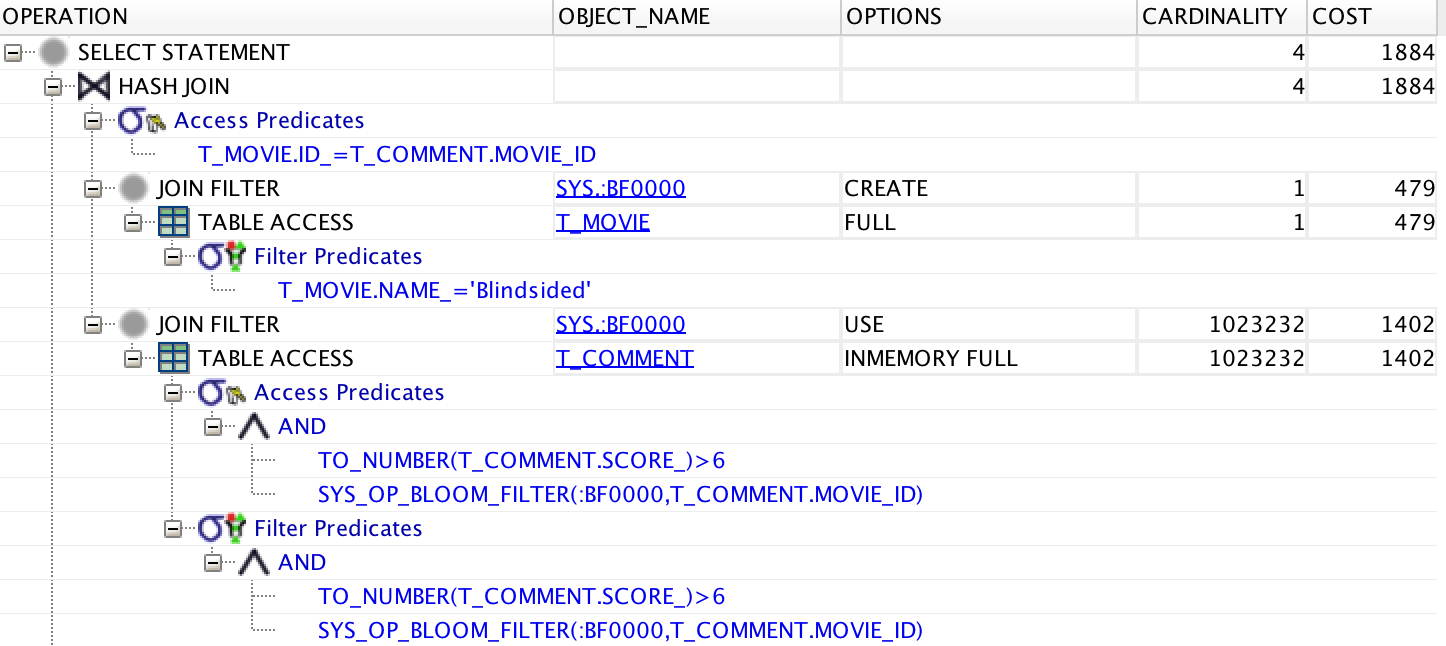 OPERATION OBJECT_NAME OPTIONS CARDINALITY COST
SELECT STATEMENT 4 1884
HASH JOIN 4 1884
Access Predicates
T_MOVIE.ID_=T_COMMENT.MOVIE_ID
JOIN FILTER SYS.:BF0000 CREATE 1 479
TABLE ACCESS T_MOVIE FULL 1 479
Filter Predicates
T_MOVIE.NAME_='Blindsided'
JOIN FILTER SYS.:BF0000 USE 1023232 1402
TABLE ACCESS T_COMMENT INMEMORY FULL 1023232 1402
Access Predicates
AND
TO_NUMBER(T_COMMENT.SCORE_)>6
SYS_OP_BLOOM_FILTER(:BF0000,T_COMMENT.MOVIE_ID)
Filter Predicates
AND
TO_NUMBER(T_COMMENT.SCORE_)>6
SYS_OP_BLOOM_FILTER(:BF0000,T_COMMENT.MOVIE_ID)